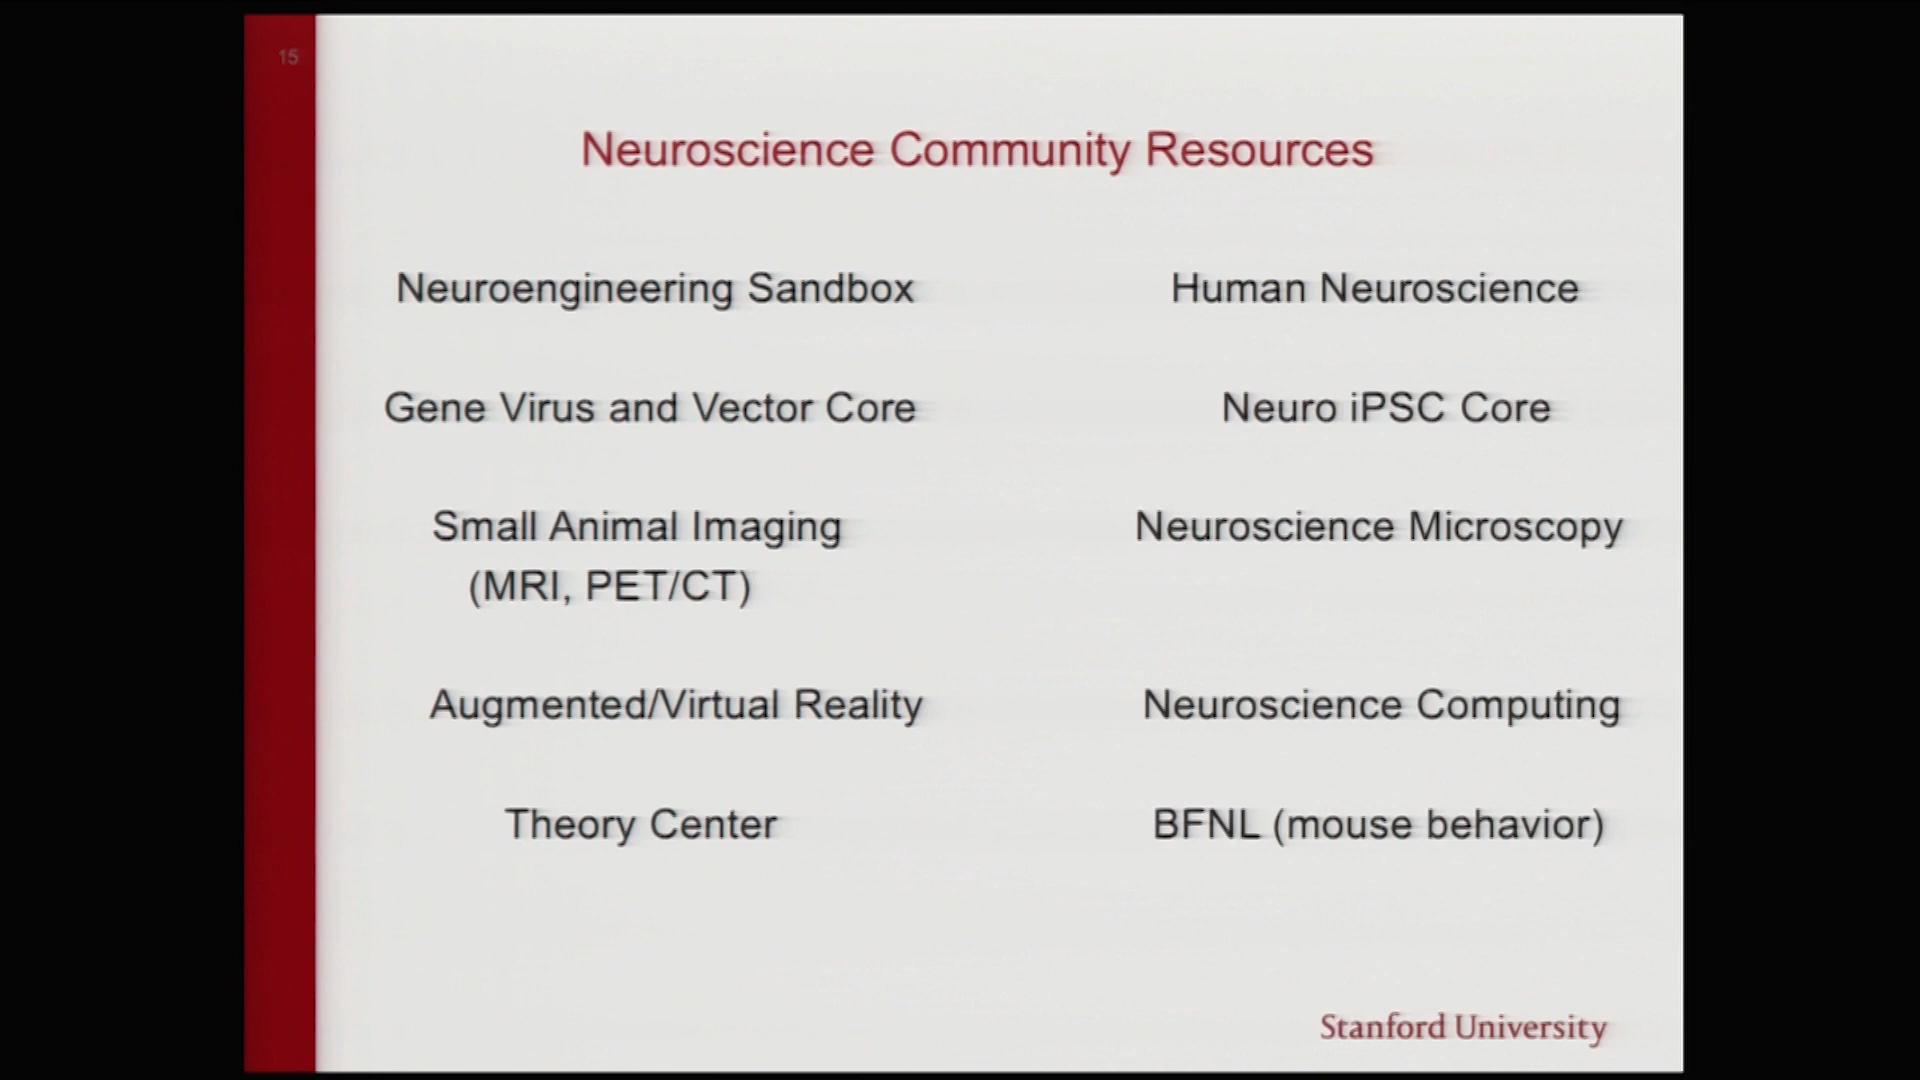 15
Neuroscience Community Resources
Neuroengineering Sandbox
Human Neuroscience
Gene Virus and Vector Core
Neuro iPSC Core
Small Animal Imaging
(MRI, PET/CT)
Neuroscience Microscopy
Augmented/Virtual Reality
Neuroscience Computing
Theory Center
BFNL (mouse behavior)
Stanford University